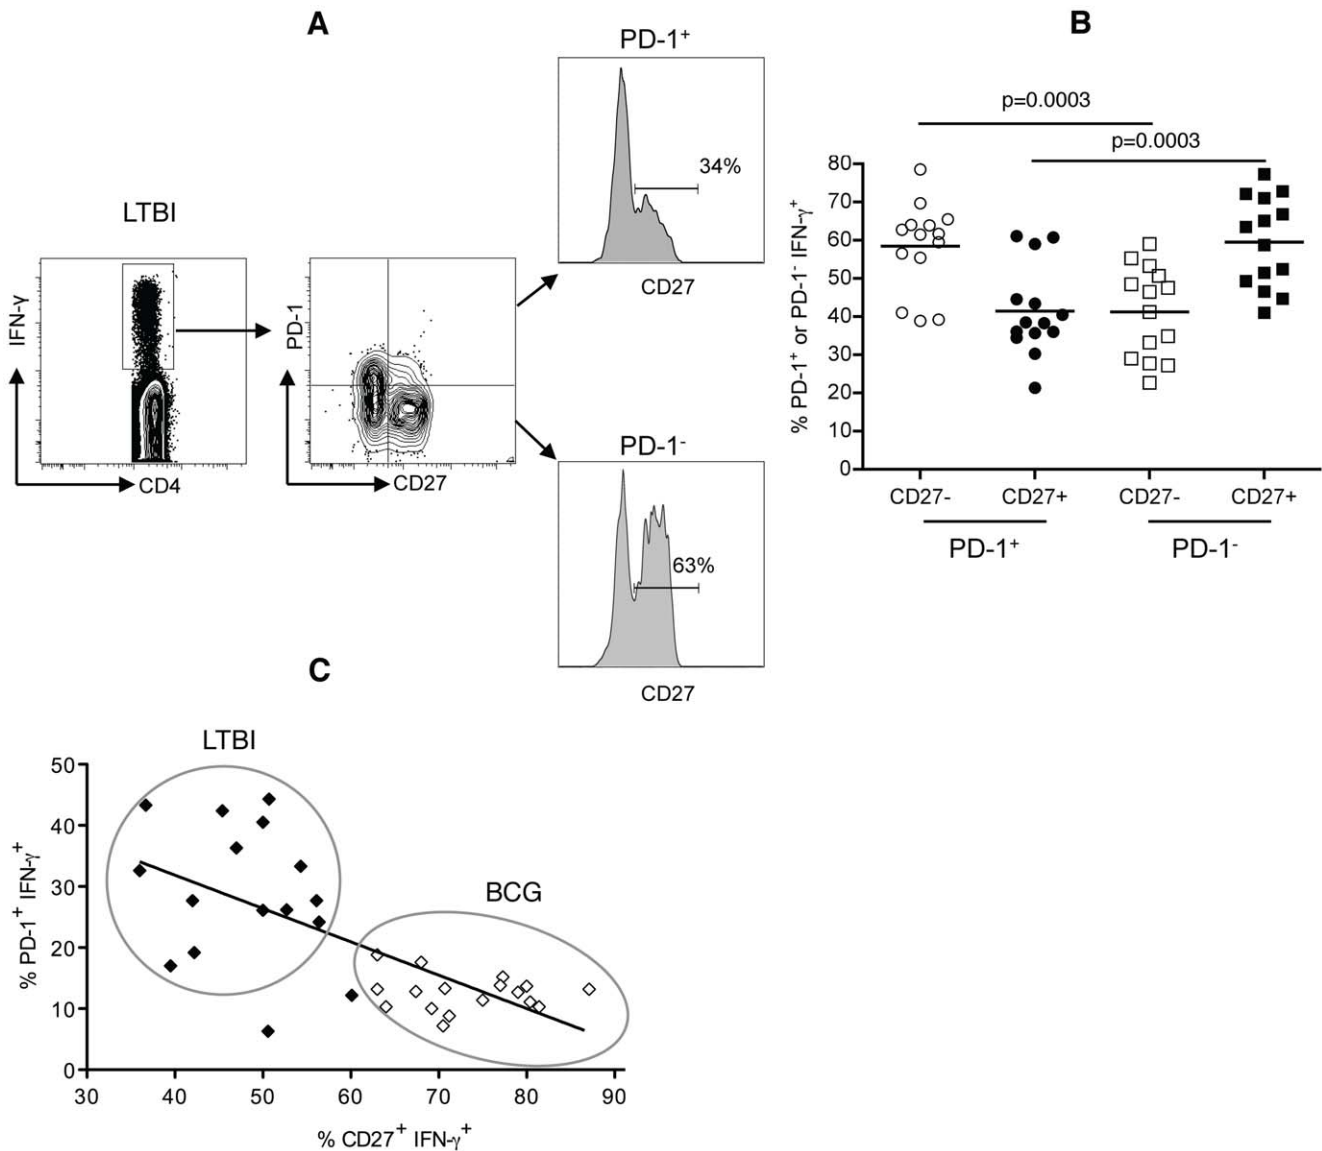 A
LTBI
IFN-γ
CD4
PD-1
CD27
PD-1⁺
34%
CD27
PD-1⁻
63%
CD27
B
p=0.0003
p=0.0003
% PD-1⁺ or PD-1⁻ IFN-γ⁺
80
70
60
50
40
30
20
10
0
CD27- CD27+ CD27- CD27+
PD-1⁺ PD-1⁻
C
LTBI
BCG
% PD-1⁺ IFN-γ⁺
50
40
30
20
10
0
30 40 50 60 70 80 90
% CD27⁺ IFN-γ⁺